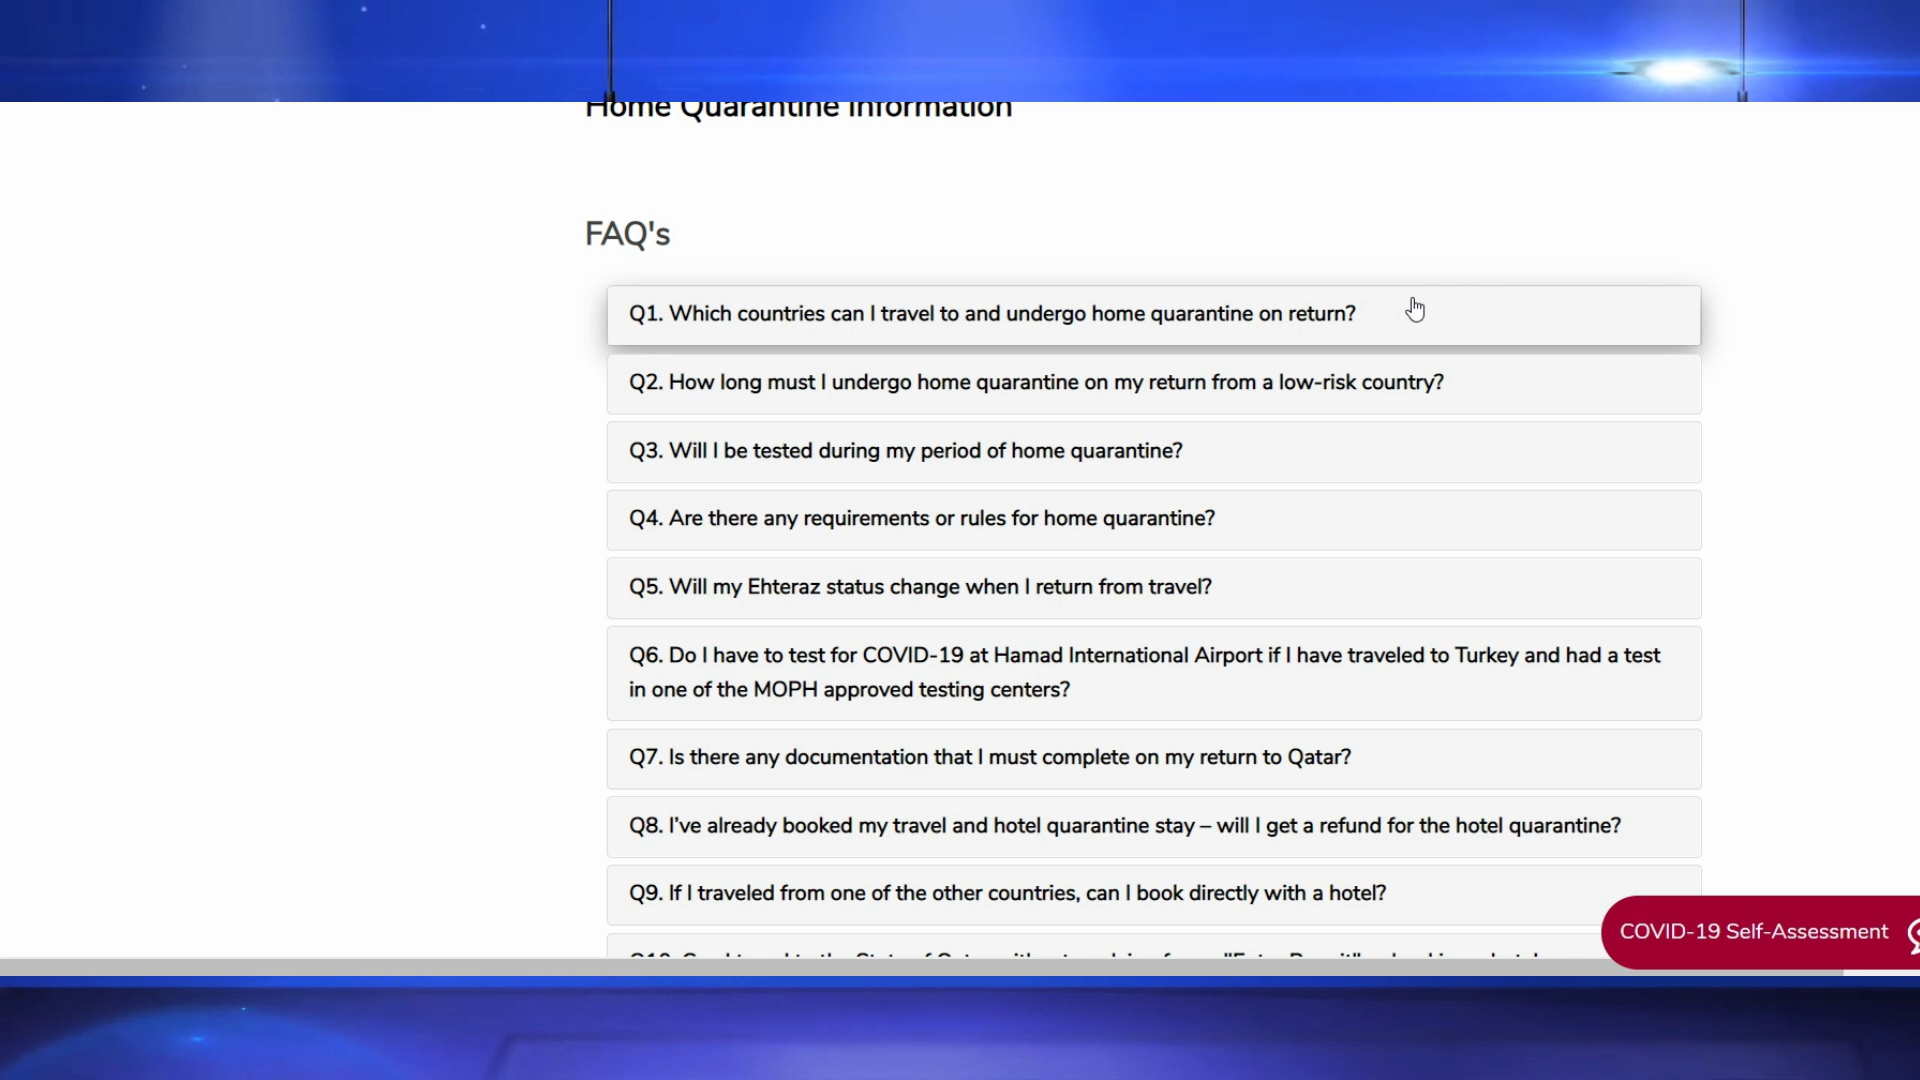 Home Quarantine Information
FAQ's
Q1. Which countries can I travel to and undergo home quarantine on return?
Q2. How long must I undergo home quarantine on my return from a low-risk country?
Q3. Will I be tested during my period of home quarantine?
Q4. Are there any requirements or rules for home quarantine?
Q5. Will my Ehteraz status change when I return from travel?
Q6. Do I have to test for COVID-19 at Hamad International Airport if I have traveled to Turkey and had a test
in one of the MOPH approved testing centers?
Q7. Is there any documentation that I must complete on my return to Qatar?
Q8. I've already booked my travel and hotel quarantine stay – will I get a refund for the hotel quarantine?
Q9. If I traveled from one of the other countries, can I book directly with a hotel?
COVID-19 Self-Assessment